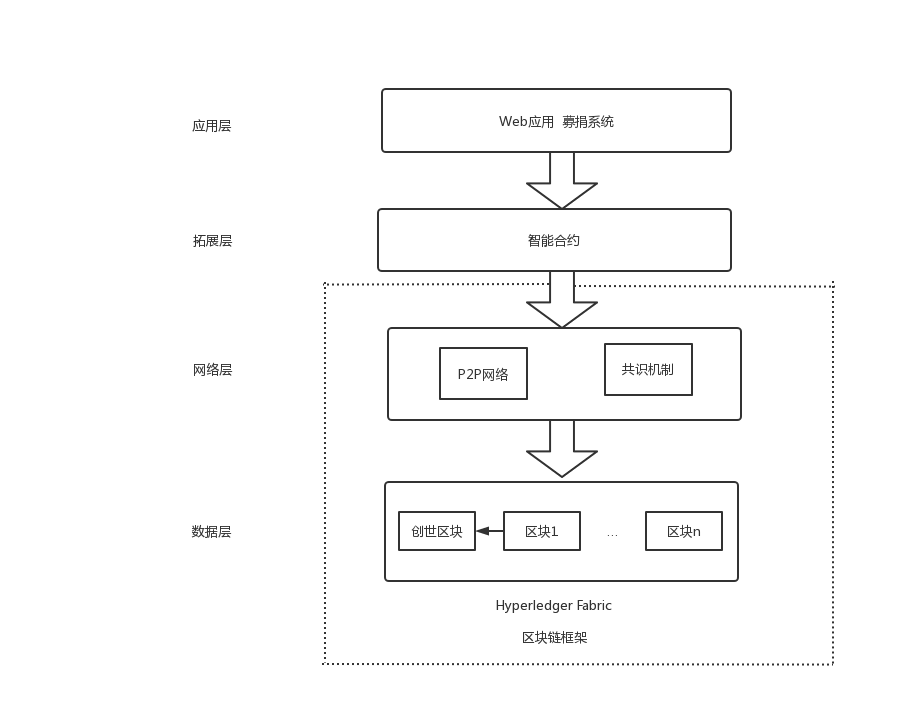 应用层
Web应用 募捐系统
拓展层
智能合约
网络层
P2P网络
共识机制
数据层
创世区块
区块1
...
区块n
Hyperledger Fabric
区块链框架